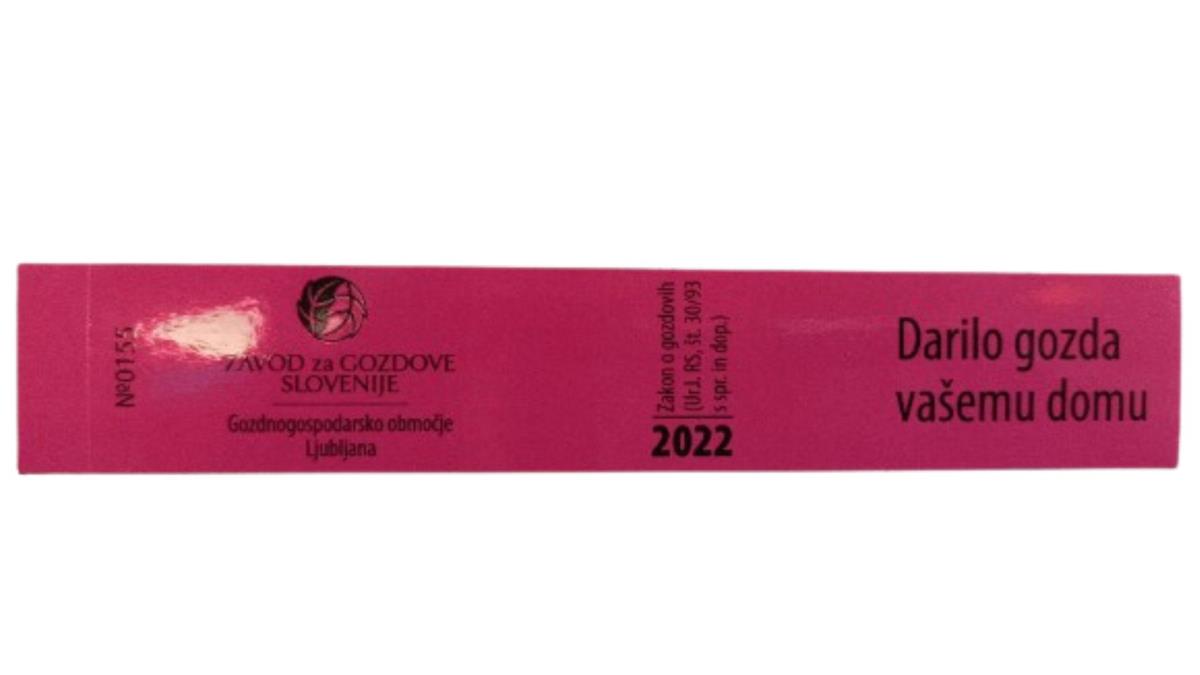 №0155
ZAVOD za GOZDOVE
SLOVENIJE
Gozdnogospodarsko območje
Ljubljana
Zakon o gozdovih
(Ur.l. RS, št. 30/93
s spr. in dop.)
2022
Darilo gozda
vašemu domu